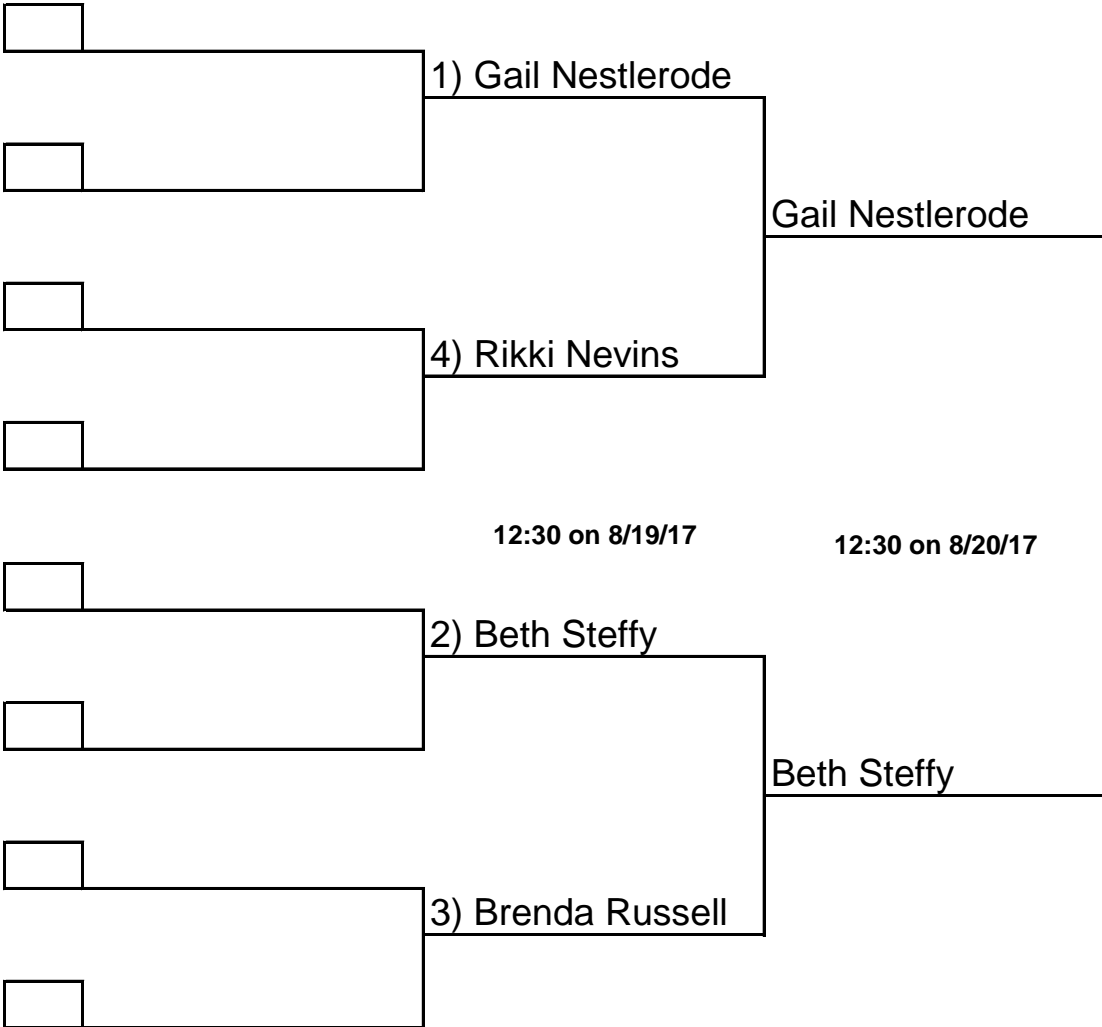 1) Gail Nestlerode
Gail Nestlerode
4) Rikki Nevins
12:30 on 8/19/17
12:30 on 8/20/17
2) Beth Steffy
Beth Steffy
3) Brenda Russell